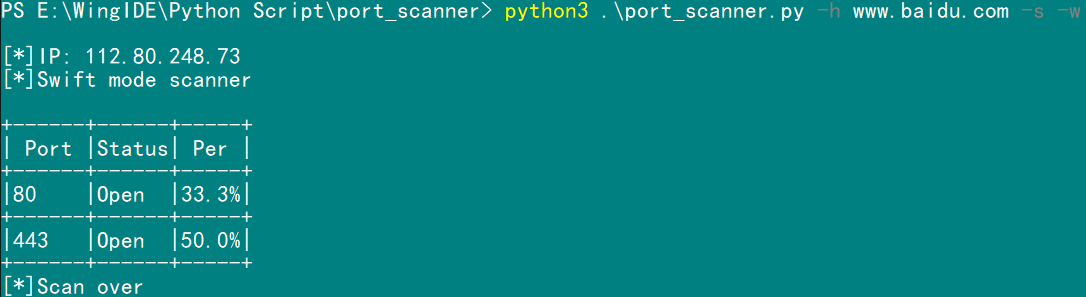 PS E:\WingIDE\Python Script\port_scanner> python3 .\port_scanner.py -h www.baidu.com -s -w
[*]IP: 112.80.248.73
[*]Swift mode scanner
+------+------+-----+
| Port |Status| Per |
+------+------+-----+
|80    |Open  |33.3%|
+------+------+-----+
|443   |Open  |50.0%|
+------+------+-----+
[*]Scan over